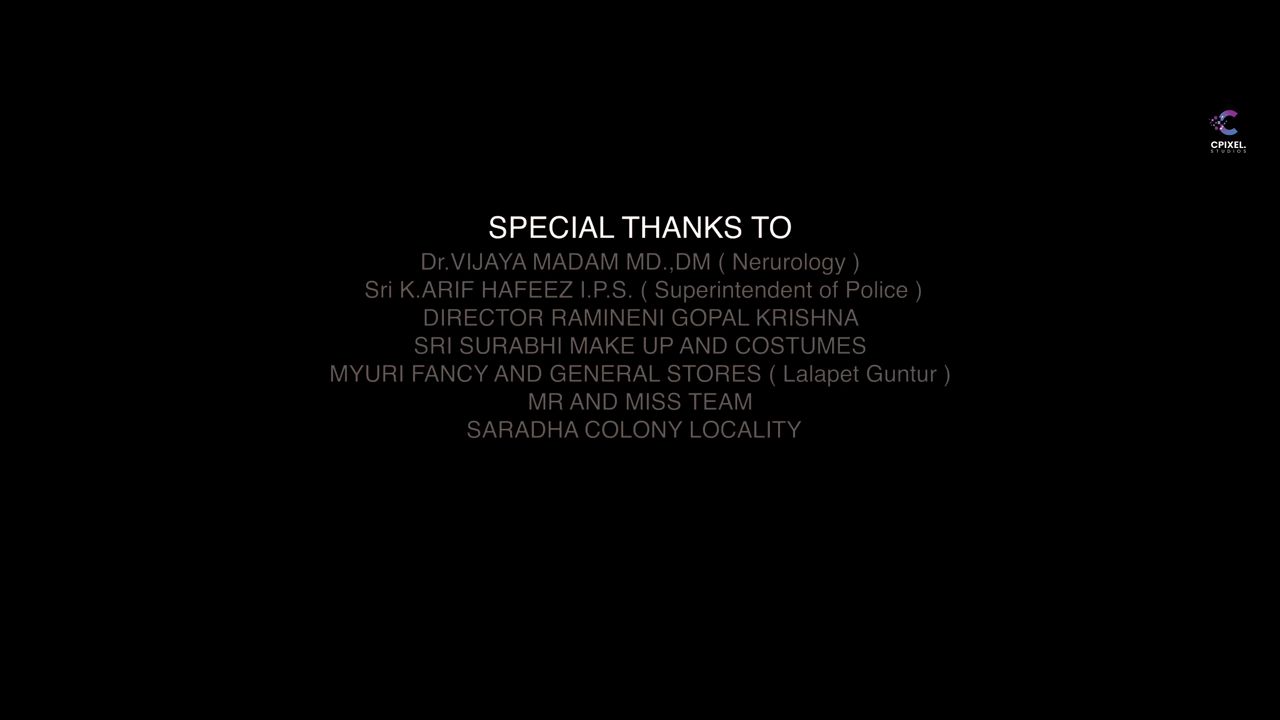 CPIXEL.
STUDIOS
SPECIAL THANKS TO
Dr.VIJAYA MADAM MD.,DM ( Nerurology )
Sri K.ARIF HAFEEZ I.P.S. ( Superintendent of Police )
DIRECTOR RAMINENI GOPAL KRISHNA
SRI SURABHI MAKE UP AND COSTUMES
MYURI FANCY AND GENERAL STORES ( Lalapet Guntur )
MR AND MISS TEAM
SARADHA COLONY LOCALITY